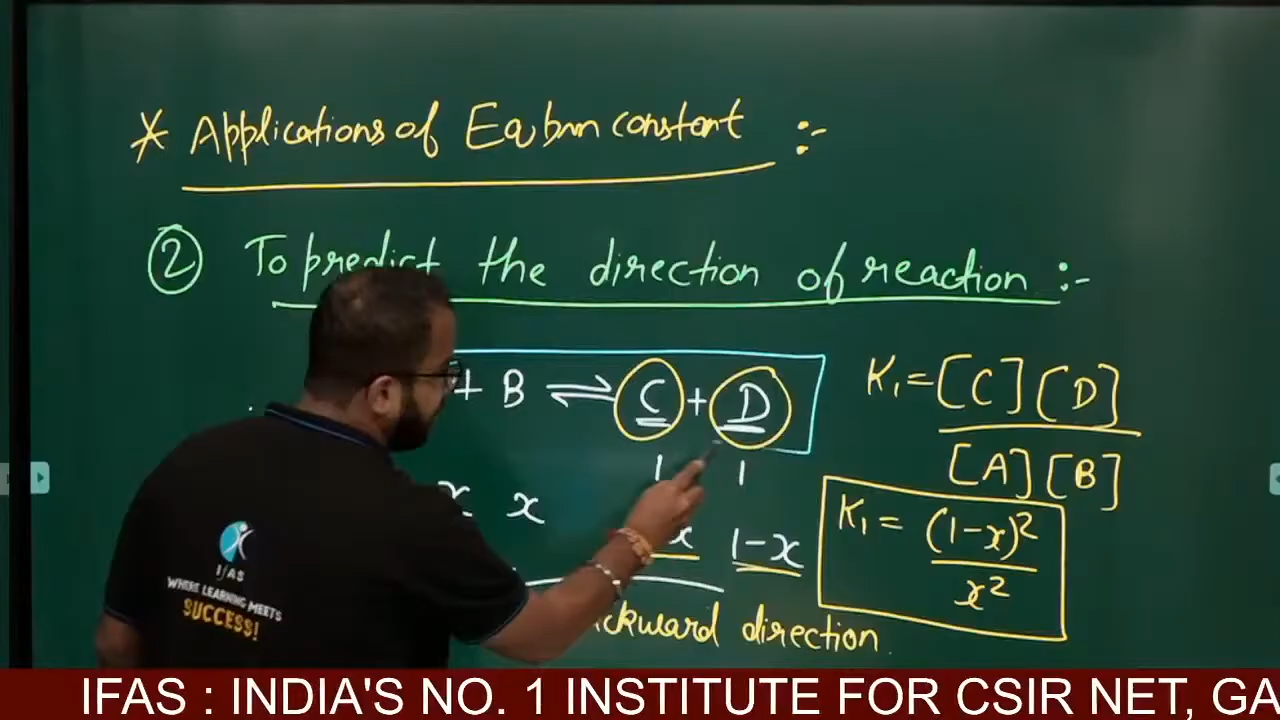 * Applications of Eqbm constant :-
② To predict the direction of reaction :-
+ B ⇌ C + D
K₁ = [C][D]
[A][B]
1 1
x x
x 1-x
K₁ = (1-x)²
x²
ckward direction.
IFAS
WHERE LEARNING MEETS
SUCCESS!
IFAS : INDIA'S NO. 1 INSTITUTE FOR CSIR NET, GA